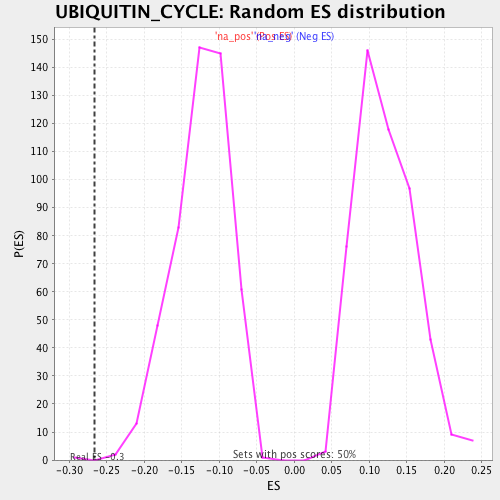 UBIQUITIN_CYCLE: Random ES distribution
'na_pos' (Pos ES)
'na_neg' (Neg ES)
150
140
130
120
110
100
90
80
70
60
50
40
30
20
10
0
P(ES)
Real ES -0.3
Sets with pos scores: 50%
-0.30 -0.25 -0.20 -0.15 -0.10 -0.05 0.00 0.05 0.10 0.15 0.20 0.25
ES